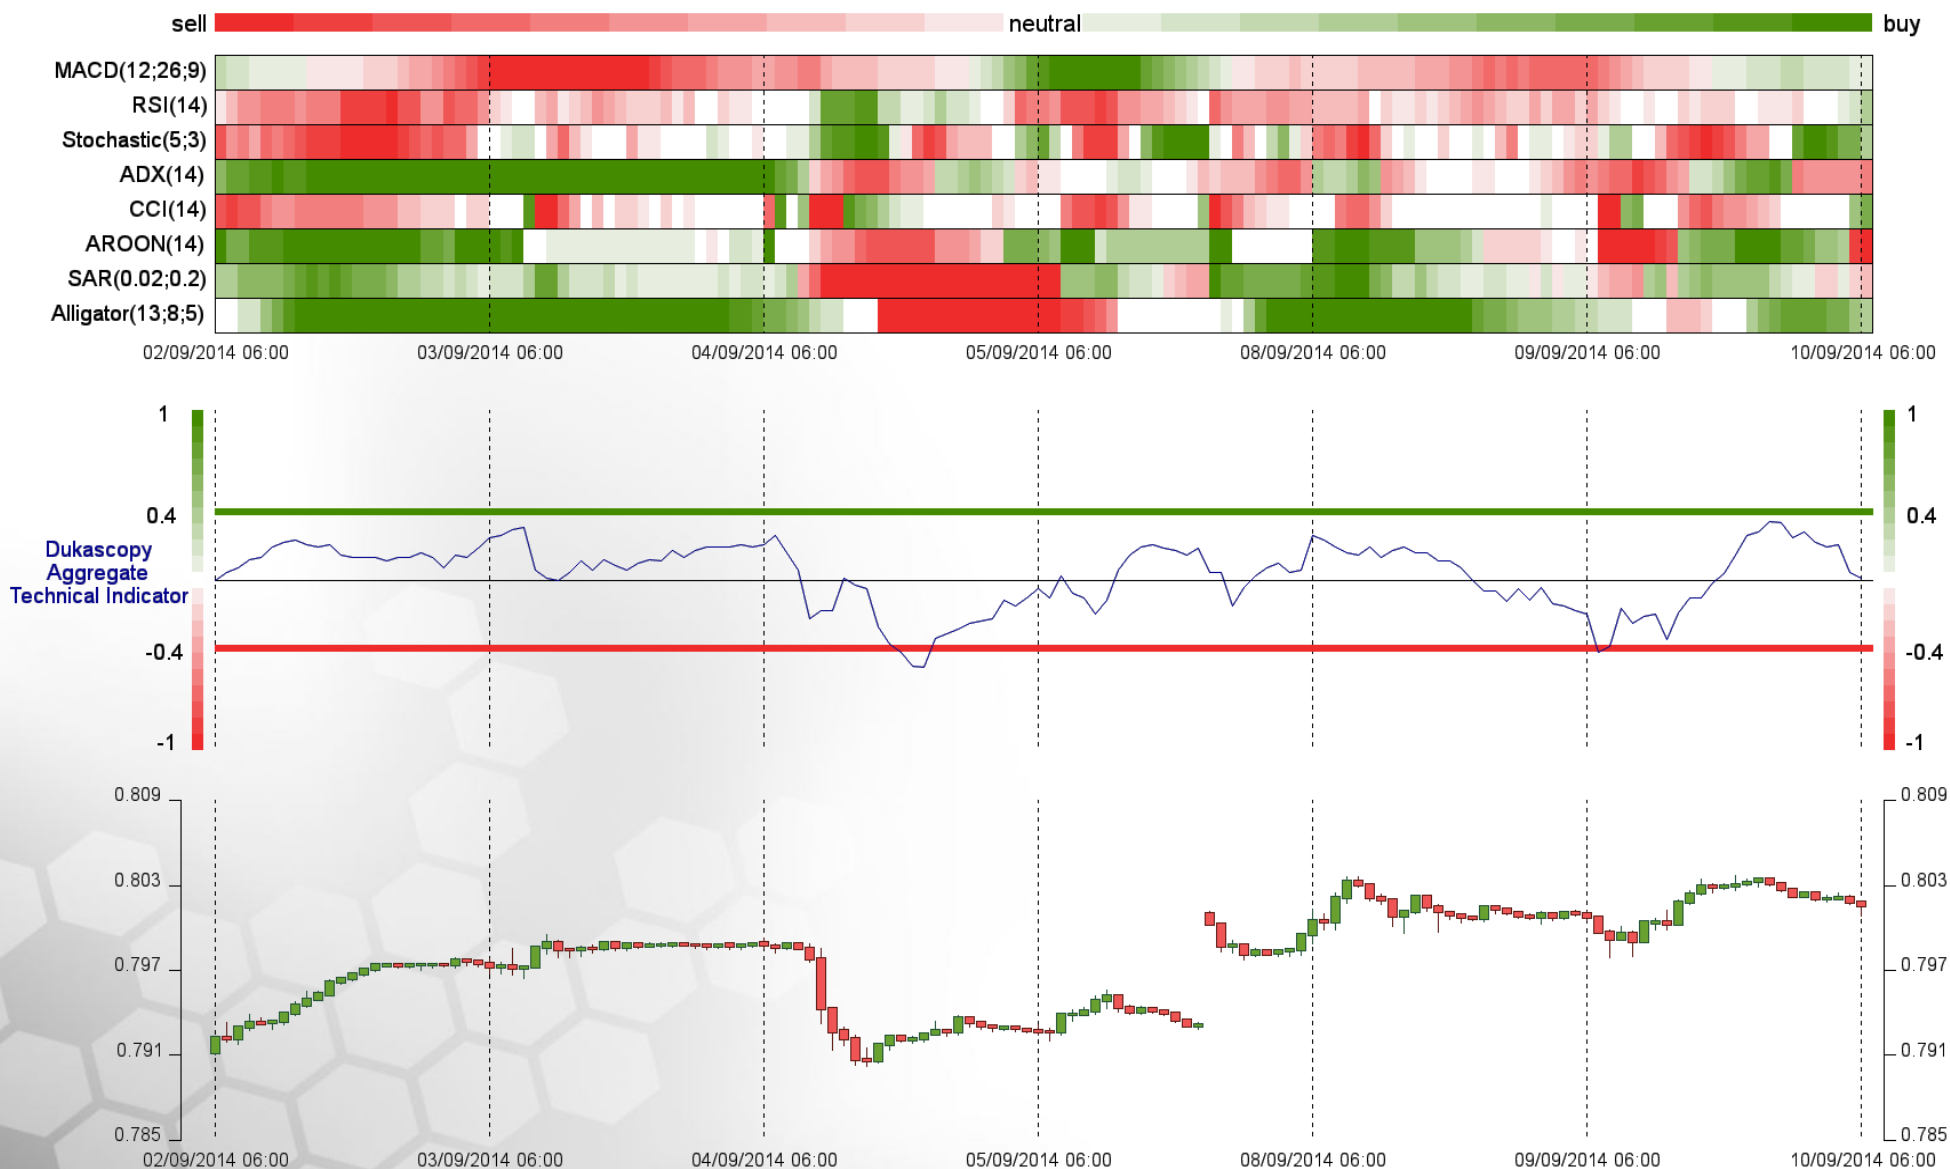 sell neutral buy
MACD(12;26;9)
RSI(14)
Stochastic(5;3)
ADX(14)
CCI(14)
AROON(14)
SAR(0.02;0.2)
Alligator(13;8;5)
02/09/2014 06:00 03/09/2014 06:00 04/09/2014 06:00 05/09/2014 06:00 08/09/2014 06:00 09/09/2014 06:00 10/09/2014 06:00
1 1
0.4 0.4
Dukascopy
Aggregate
Technical Indicator
-0.4 -0.4
-1 -1
0.809 0.809
0.803 0.803
0.797 0.797
0.791 0.791
0.785 0.785
02/09/2014 06:00 03/09/2014 06:00 04/09/2014 06:00 05/09/2014 06:00 08/09/2014 06:00 09/09/2014 06:00 10/09/2014 06:00